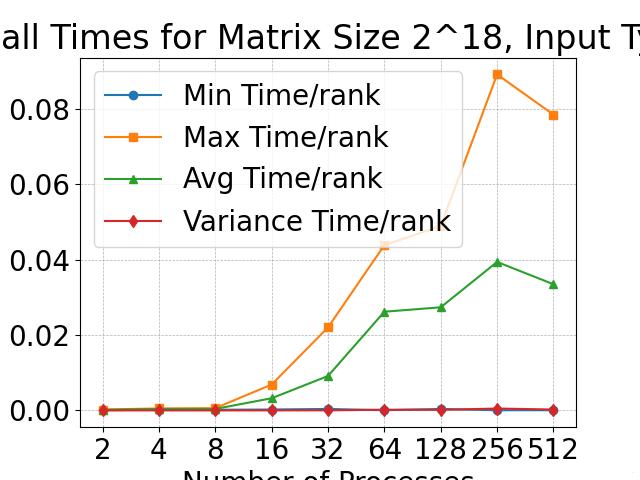 all Times for Matrix Size 2^18, Input Ty
Min Time/rank
Max Time/rank
Avg Time/rank
Variance Time/rank
0.08
0.06
0.04
0.02
0.00
2 4 8 16 32 64 128 256 512
Number of Processes